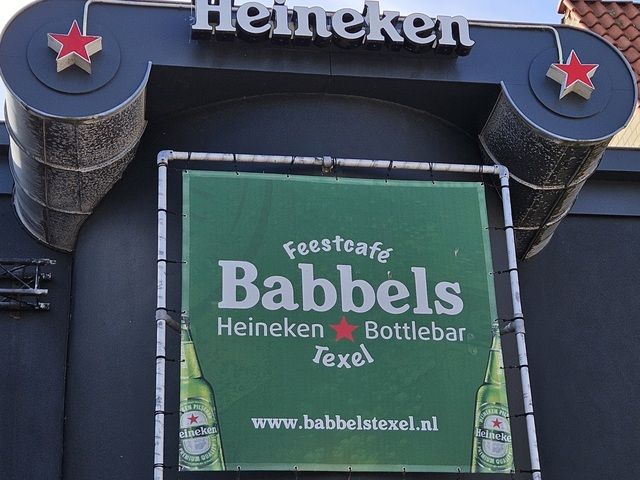 Heineken
Feestcafé
Babbels
Heineken ★ Bottlebar
Texel
www.babbelstexel.nl
Heineken
Heineken